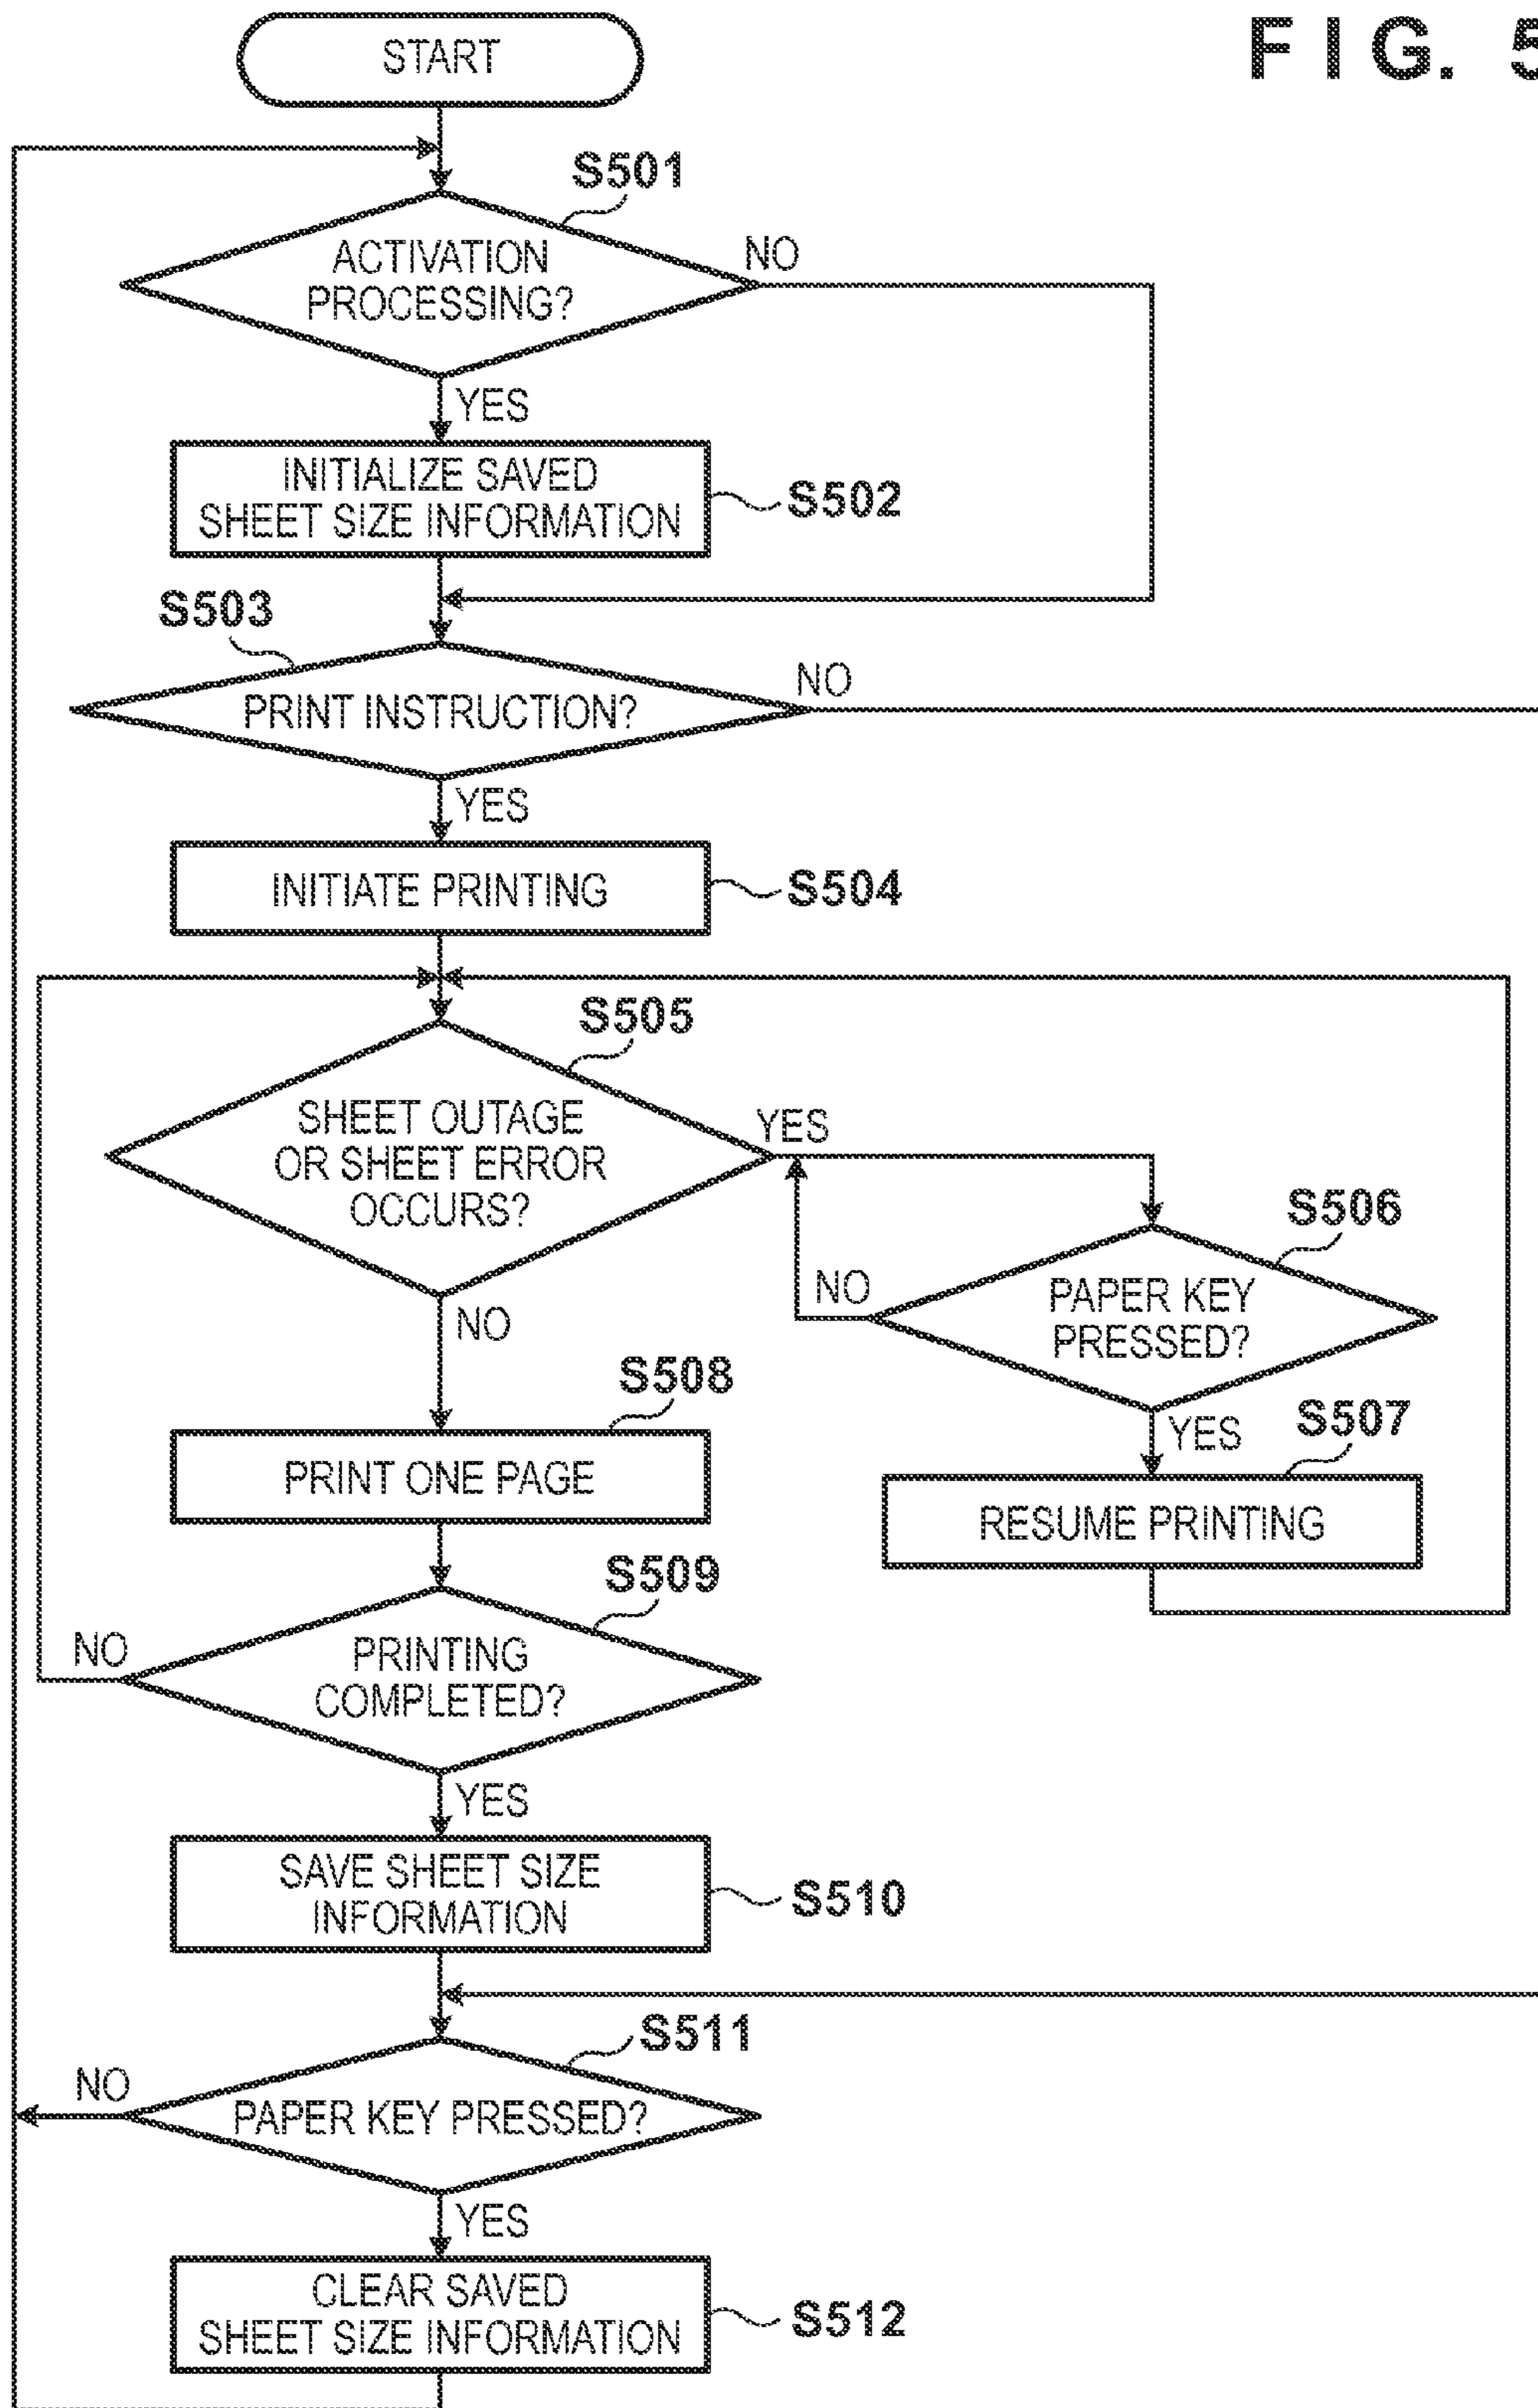 FIG. 5
START
S501
ACTIVATION
PROCESSING?
NO
YES
INITIALIZE SAVED
SHEET SIZE INFORMATION
S502
S503
PRINT INSTRUCTION?
NO
YES
INITIATE PRINTING
S504
S505
SHEET OUTAGE
OR SHEET ERROR
OCCURS?
YES
NO
S506
PAPER KEY
PRESSED?
NO
YES
S507
RESUME PRINTING
S508
PRINT ONE PAGE
S509
PRINTING
COMPLETED?
NO
YES
SAVE SHEET SIZE
INFORMATION
S510
S511
PAPER KEY PRESSED?
NO
YES
CLEAR SAVED
SHEET SIZE INFORMATION
S512